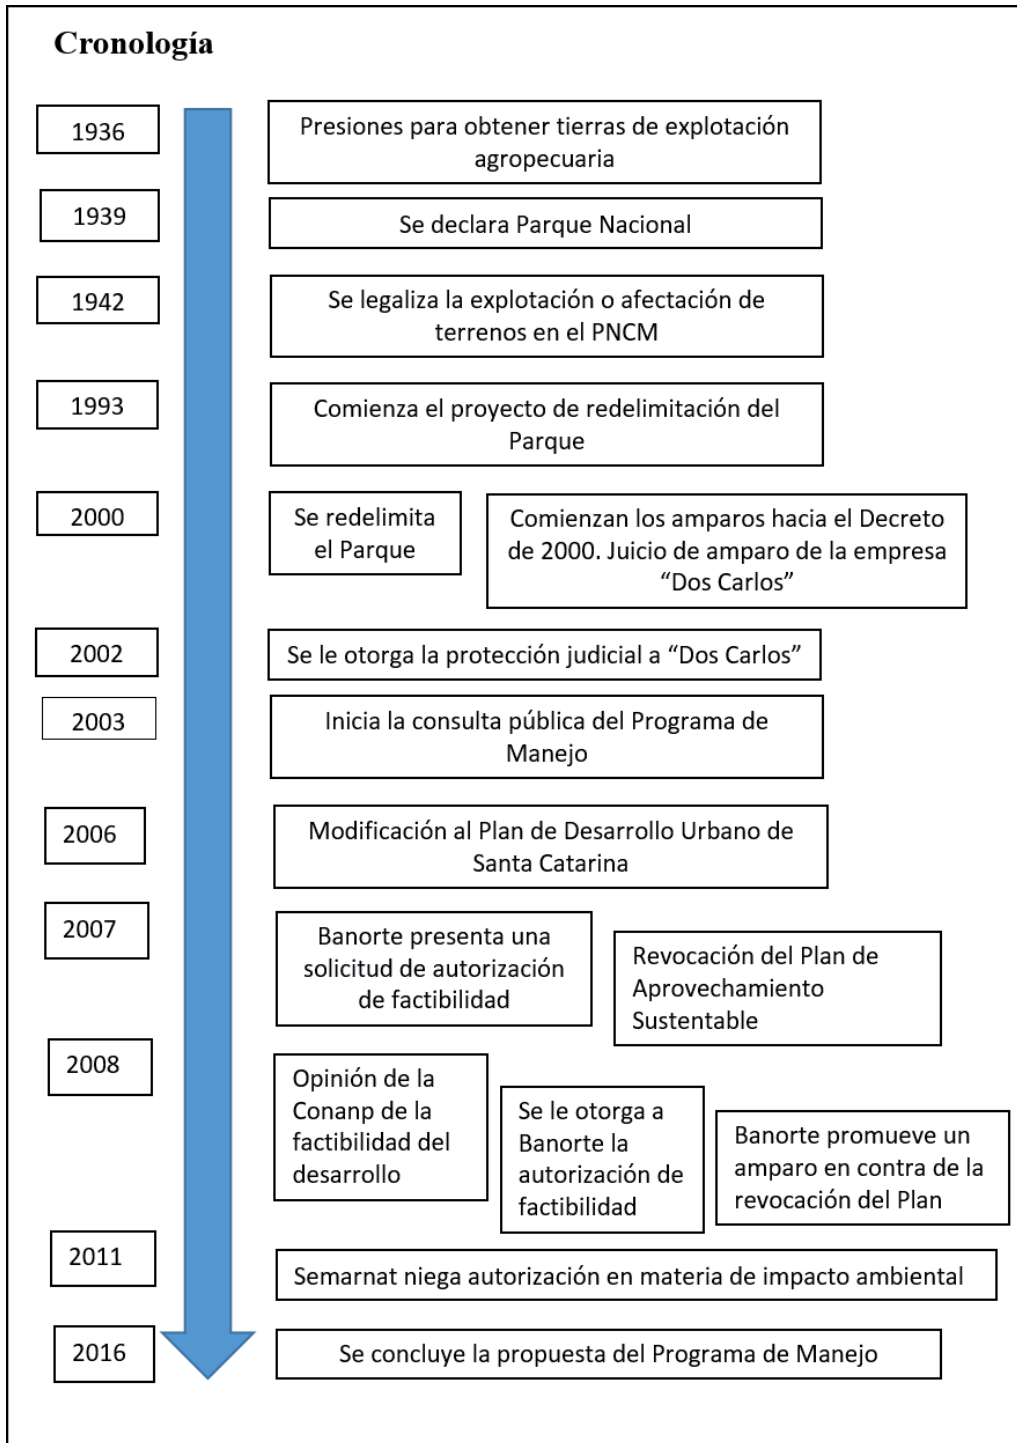 Cronología
1936
Presiones para obtener tierras de explotación
agropecuaria
1939
Se declara Parque Nacional
1942
Se legaliza la explotación o afectación de
terrenos en el PNCM
1993
Comienza el proyecto de redelimitación del
Parque
2000
Se redelimita
el Parque
Comienzan los amparos hacia el Decreto
de 2000. Juicio de amparo de la empresa
“Dos Carlos”
2002
Se le otorga la protección judicial a “Dos Carlos”
2003
Inicia la consulta pública del Programa de
Manejo
2006
Modificación al Plan de Desarrollo Urbano de
Santa Catarina
2007
Banorte presenta una
solicitud de autorización
de factibilidad
Revocación del Plan de
Aprovechamiento
Sustentable
2008
Opinión de la
Conanp de la
factibilidad del
desarrollo
Se le otorga a
Banorte la
autorización de
factibilidad
Banorte promueve un
amparo en contra de la
revocación del Plan
2011
Semarnat niega autorización en materia de impacto ambiental
2016
Se concluye la propuesta del Programa de Manejo